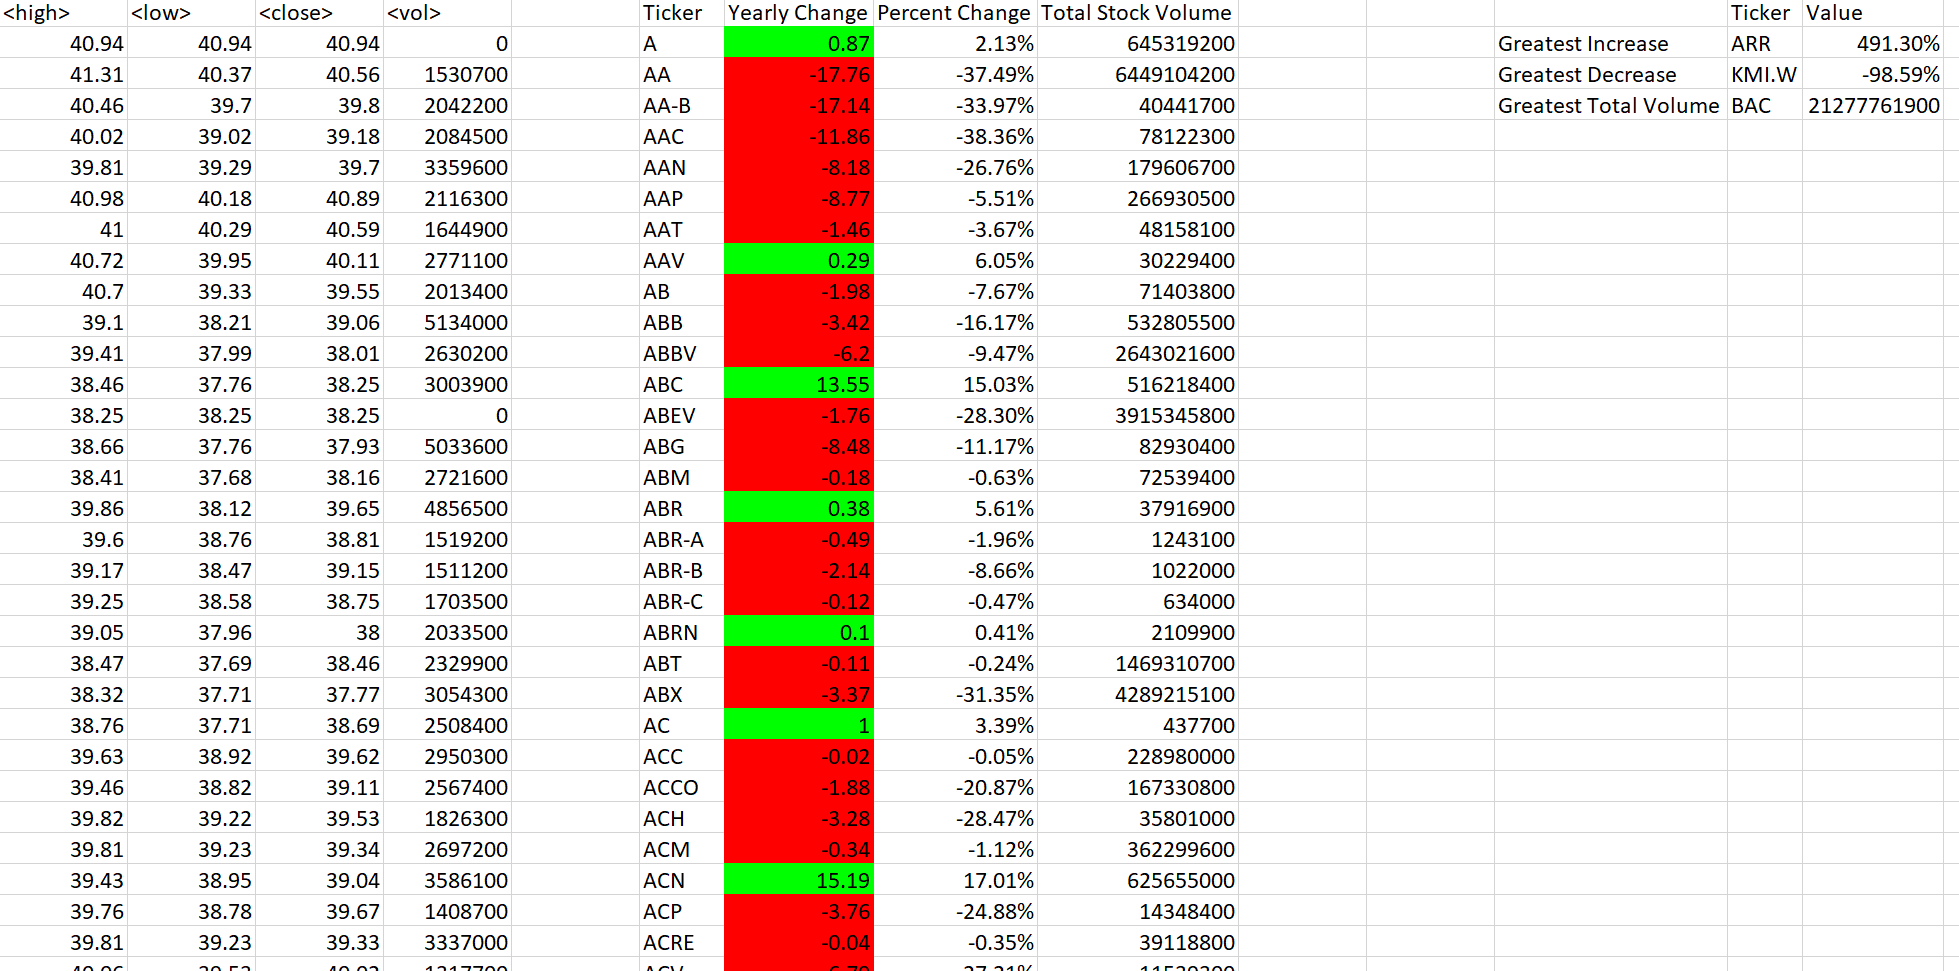 <high> <low> <close> <vol> Ticker Yearly Change Percent Change Total Stock Volume Ticker Value
40.94 40.94 40.94 0 A 0.87 2.13% 645319200 Greatest Increase ARR 491.30%
41.31 40.37 40.56 1530700 AA -17.76 -37.49% 6449104200 Greatest Decrease KMI.W -98.59%
40.46 39.7 39.8 2042200 AA-B -17.14 -33.97% 40441700 Greatest Total Volume BAC 21277761900
40.02 39.02 39.18 2084500 AAC -11.86 -38.36% 78122300
39.81 39.29 39.7 3359600 AAN -8.18 -26.76% 179606700
40.98 40.18 40.89 2116300 AAP -8.77 -5.51% 266930500
41 40.29 40.59 1644900 AAT -1.46 -3.67% 48158100
40.72 39.95 40.11 2771100 AAV 0.29 6.05% 30229400
40.7 39.33 39.55 2013400 AB -1.98 -7.67% 71403800
39.1 38.21 39.06 5134000 ABB -3.42 -16.17% 532805500
39.41 37.99 38.01 2630200 ABBV -6.2 -9.47% 2643021600
38.46 37.76 38.25 3003900 ABC 13.55 15.03% 516218400
38.25 38.25 38.25 0 ABEV -1.76 -28.30% 3915345800
38.66 37.76 37.93 5033600 ABG -8.48 -11.17% 82930400
38.41 37.68 38.16 2721600 ABM -0.18 -0.63% 72539400
39.86 38.12 39.65 4856500 ABR 0.38 5.61% 37916900
39.6 38.76 38.81 1519200 ABR-A -0.49 -1.96% 1243100
39.17 38.47 39.15 1511200 ABR-B -2.14 -8.66% 1022000
39.25 38.58 38.75 1703500 ABR-C -0.12 -0.47% 634000
39.05 37.96 38 2033500 ABRN 0.1 0.41% 2109900
38.47 37.69 38.46 2329900 ABT -0.11 -0.24% 1469310700
38.32 37.71 37.77 3054300 ABX -3.37 -31.35% 4289215100
38.76 37.71 38.69 2508400 AC 1 3.39% 437700
39.63 38.92 39.62 2950300 ACC -0.02 -0.05% 228980000
39.46 38.82 39.11 2567400 ACCO -1.88 -20.87% 167330800
39.82 39.22 39.53 1826300 ACH -3.28 -28.47% 35801000
39.81 39.23 39.34 2697200 ACM -0.34 -1.12% 362299600
39.43 38.95 39.04 3586100 ACN 15.19 17.01% 625655000
39.76 38.78 39.67 1408700 ACP -3.76 -24.88% 14348400
39.81 39.23 39.33 3337000 ACRE -0.04 -0.35% 39118800